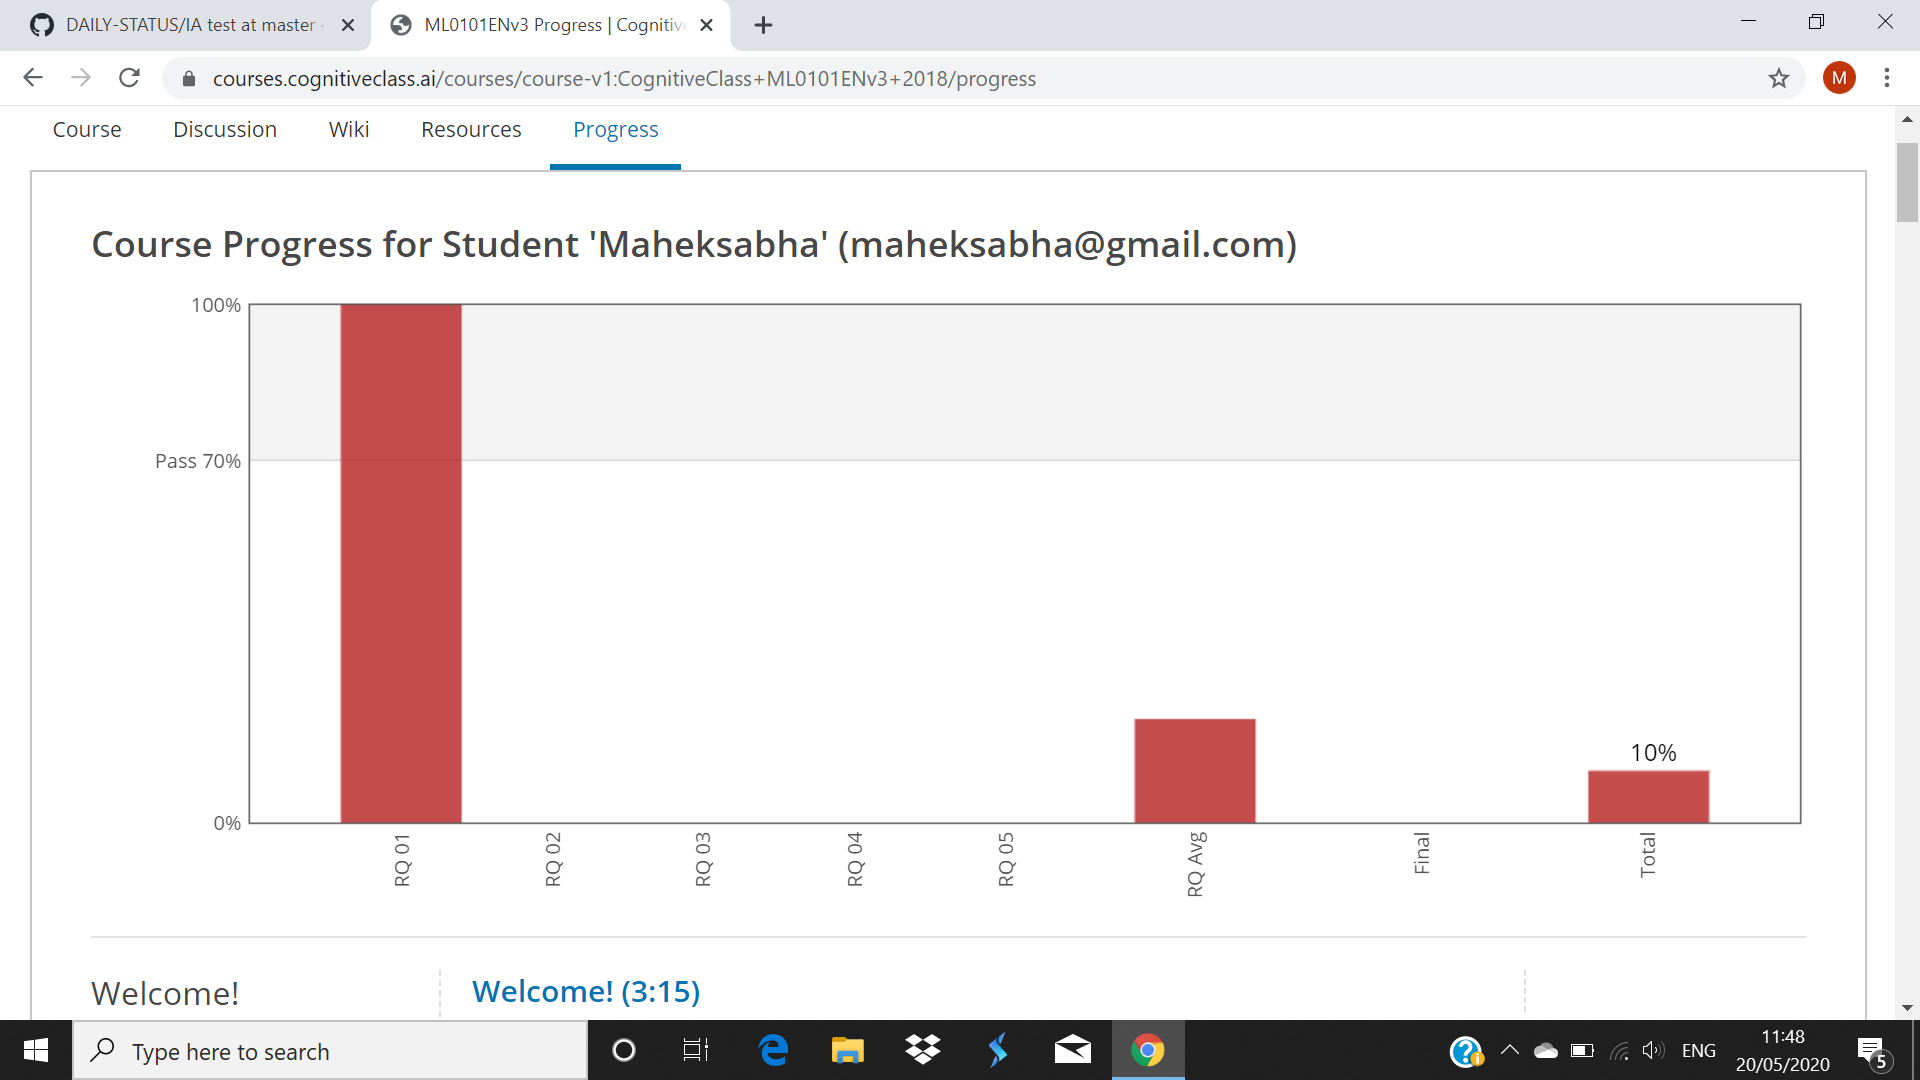 DAILY-STATUS/IA test at master
ML0101ENv3 Progress | Cognitive
courses.cognitiveclass.ai/courses/course-v1:CognitiveClass+ML0101ENv3+2018/progress
M
Course Discussion Wiki Resources Progress
Course Progress for Student 'Maheksabha' (maheksabha@gmail.com)
100%
Pass 70%
10%
0%
RQ 01
RQ 02
RQ 03
RQ 04
RQ 05
RQ Avg
Final
Total
Welcome!
Welcome! (3:15)
Type here to search
ENG
11:48
20/05/2020
5